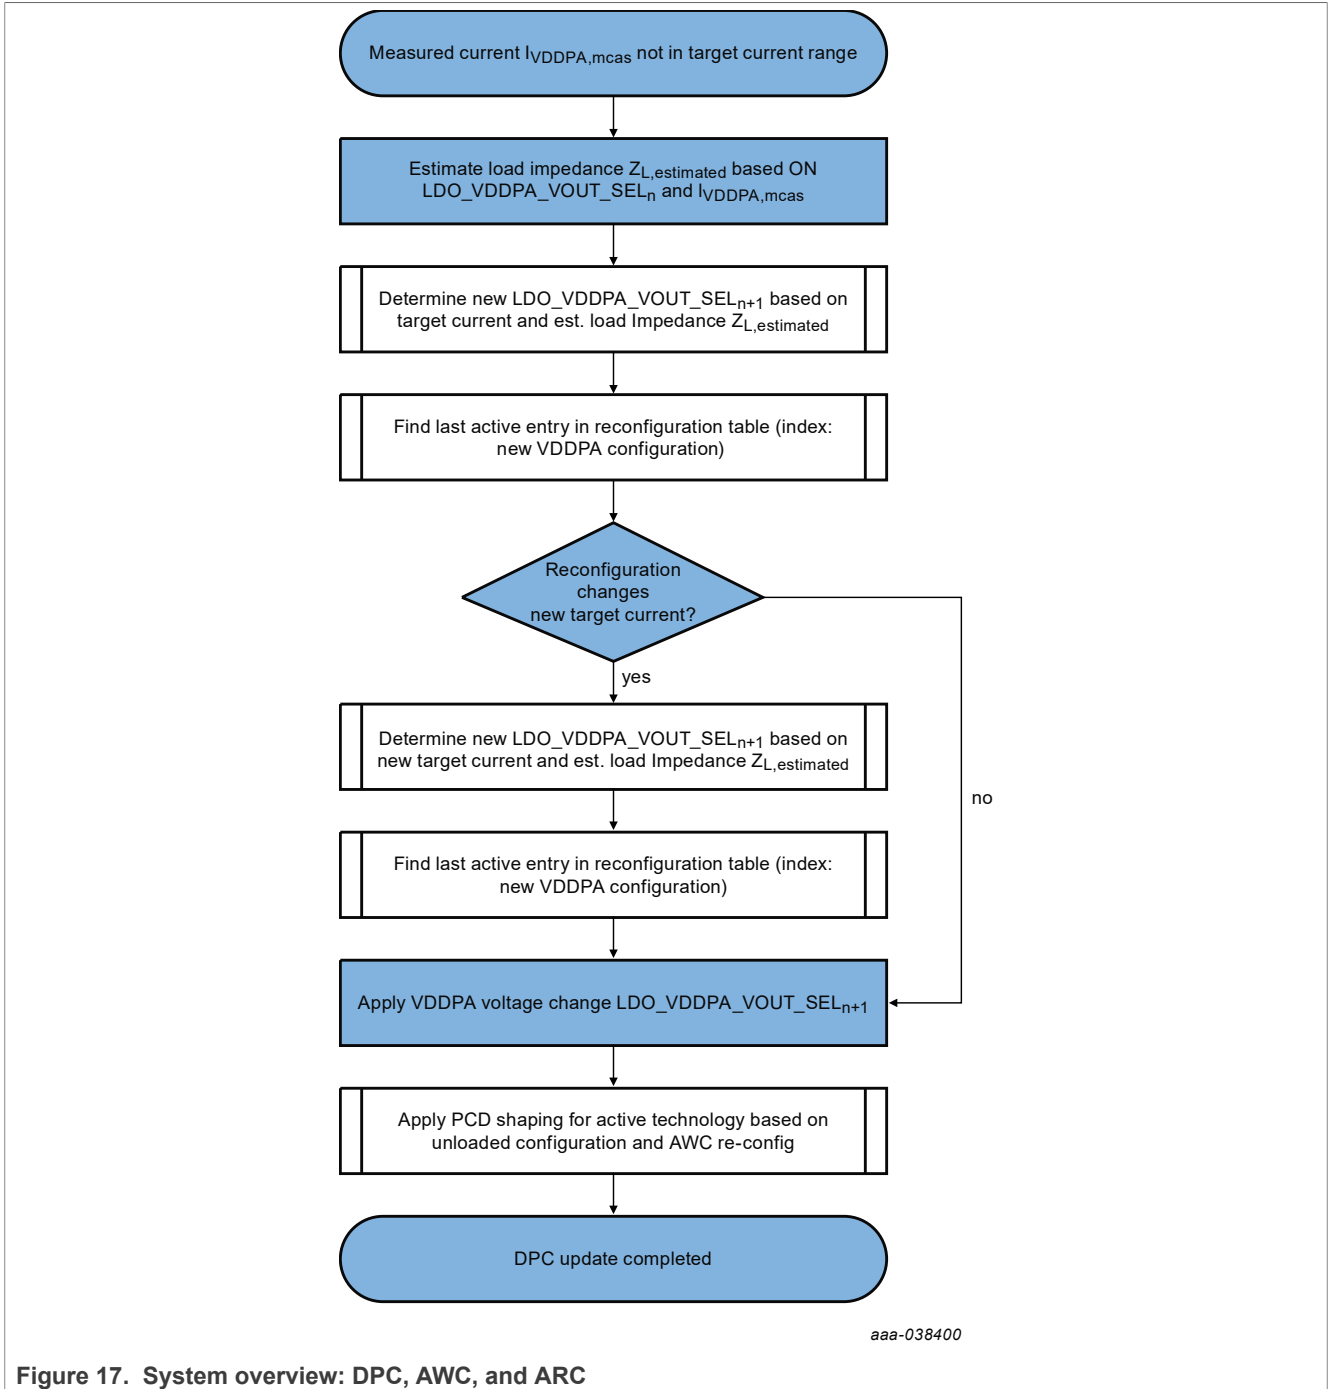 Measured current IVDDPA,mcas not in target current range
Estimate load impedance ZL,estimated based ON
LDO_VDDPA_VOUT_SELn and IVDDPA,mcas
Determine new LDO_VDDPA_VOUT_SELn+1 based on
target current and est. load Impedance ZL,estimated
Find last active entry in reconfiguration table (index:
new VDDPA configuration)
Reconfiguration
changes
new target current?
yes
no
Determine new LDO_VDDPA_VOUT_SELn+1 based on
new target current and est. load Impedance ZL,estimated
Find last active entry in reconfiguration table (index:
new VDDPA configuration)
Apply VDDPA voltage change LDO_VDDPA_VOUT_SELn+1
Apply PCD shaping for active technology based on
unloaded configuration and AWC re-config
DPC update completed
aaa-038400
Figure 17. System overview: DPC, AWC, and ARC